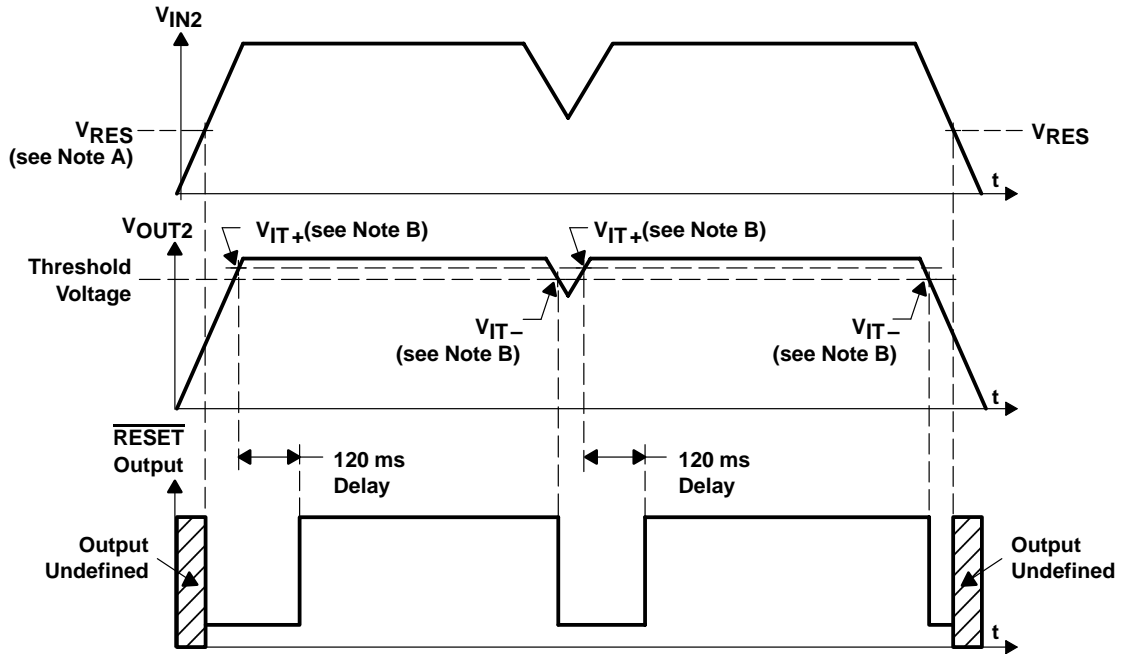 VIN2
VRES
(see Note A)
VRES
t
VOUT2
VIT+(see Note B)
VIT+(see Note B)
Threshold
Voltage
VIT−
(see Note B)
VIT−
(see Note B)
t
RESET
Output
120 ms
Delay
120 ms
Delay
Output
Undefined
Output
Undefined
t